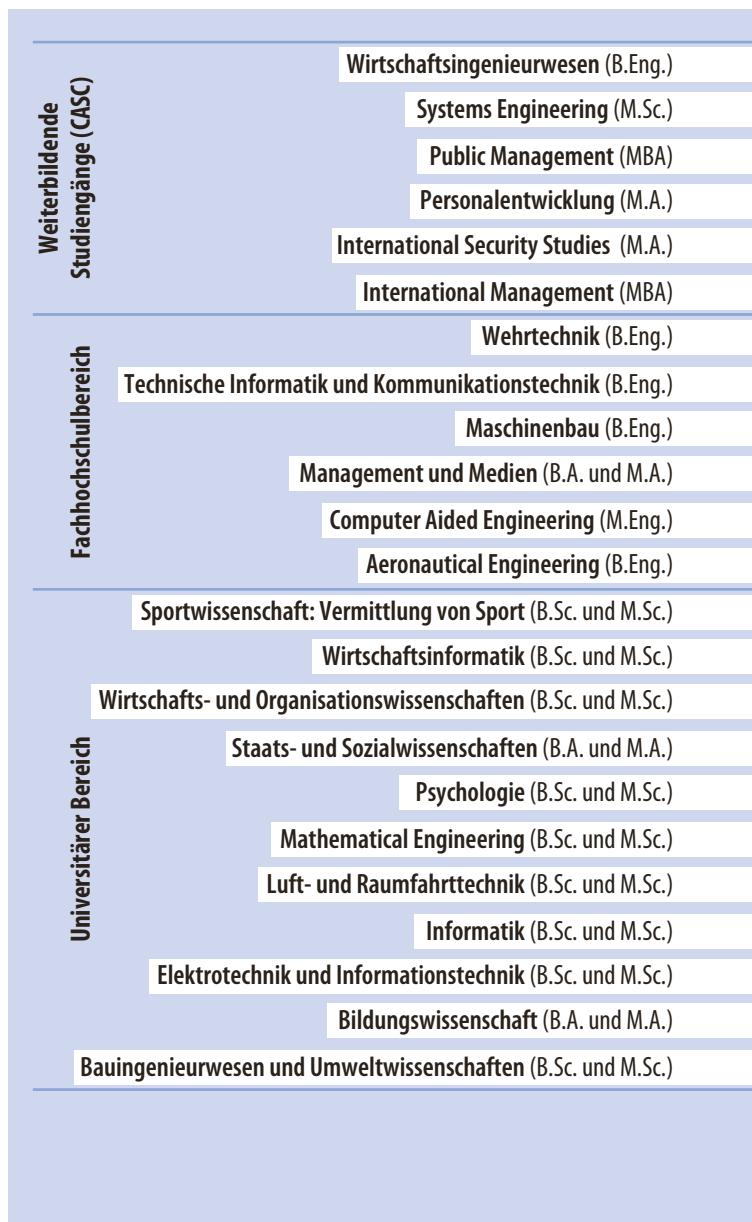 Weiterbildende
Studiengänge (CASC)
Wirtschaftsingenieurwesen (B.Eng.)
Systems Engineering (M.Sc.)
Public Management (MBA)
Personalentwicklung (M.A.)
International Security Studies (M.A.)
International Management (MBA)
Fachhochschulbereich
Wehrtechnik (B.Eng.)
Technische Informatik und Kommunikationstechnik (B.Eng.)
Maschinenbau (B.Eng.)
Management und Medien (B.A. und M.A.)
Computer Aided Engineering (M.Eng.)
Aeronautical Engineering (B.Eng.)
Universitärer Bereich
Sportwissenschaft: Vermittlung von Sport (B.Sc. und M.Sc.)
Wirtschaftsinformatik (B.Sc. und M.Sc.)
Wirtschafts- und Organisationswissenschaften (B.Sc. und M.Sc.)
Staats- und Sozialwissenschaften (B.A. und M.A.)
Psychologie (B.Sc. und M.Sc.)
Mathematical Engineering (B.Sc. und M.Sc.)
Luft- und Raumfahrttechnik (B.Sc. und M.Sc.)
Informatik (B.Sc. und M.Sc.)
Elektrotechnik und Informationstechnik (B.Sc. und M.Sc.)
Bildungswissenschaft (B.A. und M.A.)
Bauingenieurwesen und Umweltwissenschaften (B.Sc. und M.Sc.)